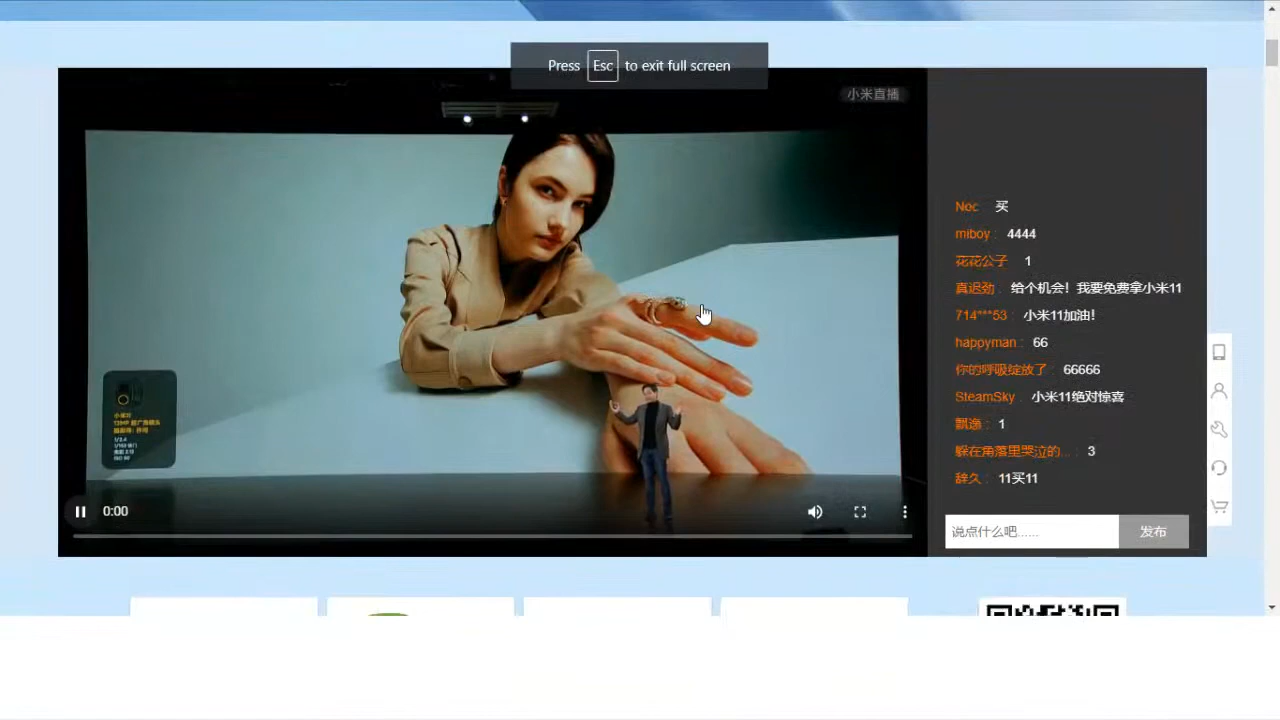 Press Esc to exit full screen
小米直播
Noc 买
miboy : 4444
花花公子 : 1
真迟劲 : 给个机会！我要免费拿小米11
714***53 : 小米11加油！
happyman : 66
你的呼吸绽放了 : 66666
SteamSky : 小米11绝对惊喜
飘逸 : 1
躲在角落里哭泣的... : 3
辞久 : 11买11
0:00
说点什么吧......
发布